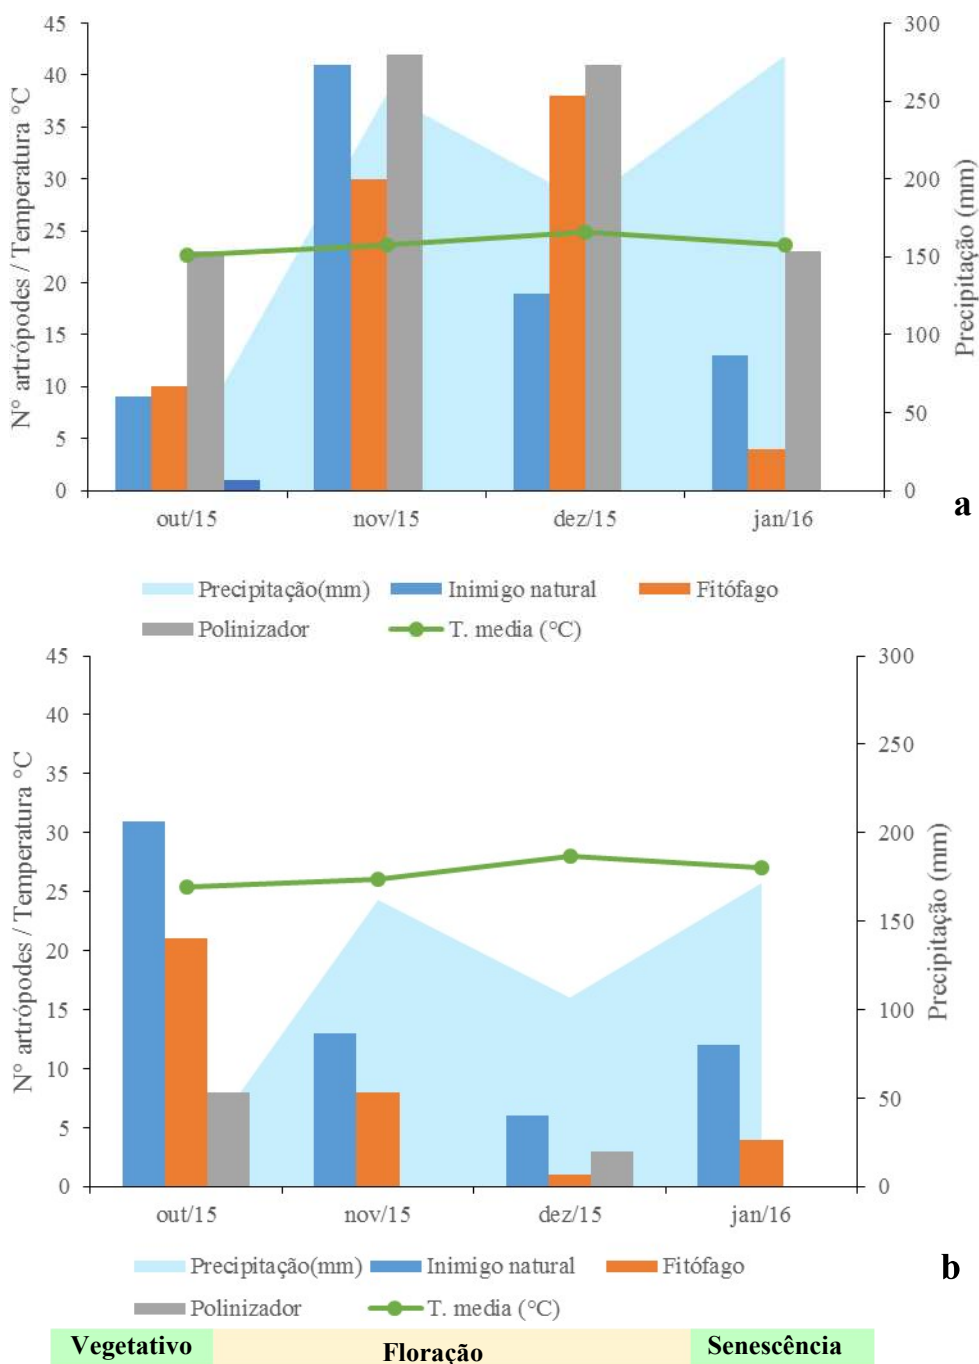 45
40
35
30
25
20
15
10
5
0
N° artrópodes / Temperatura °C
300
250
200
150
100
50
0
Precipitação (mm)
out/15 nov/15 dez/15 jan/16
a
Precipitação(mm) Inimigo natural Fitófago
Polinizador T. media (°C)
45
40
35
30
25
20
15
10
5
0
N° artrópodes / Temperatura °C
300
250
200
150
100
50
0
Precipitação (mm)
out/15 nov/15 dez/15 jan/16
Precipitação(mm) Inimigo natural Fitófago
b
Polinizador T. media (°C)
Vegetativo Floração Senescência